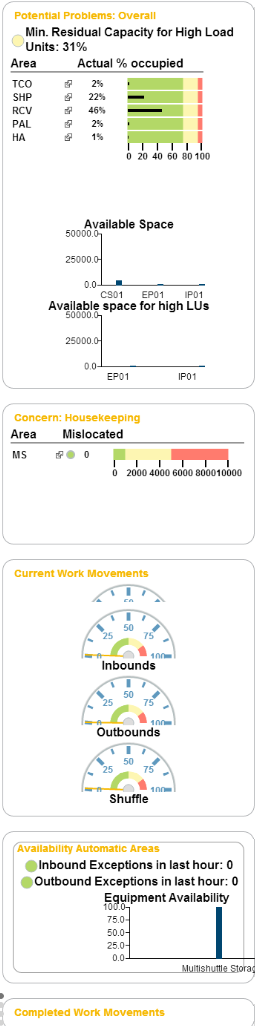 Potential Problems: Overall
Min. Residual Capacity for High Load
Units: 31%
Area Actual % occupied
TCO 2%
SHP 22%
RCV 46%
PAL 2%
HA 1%
0 20 40 60 80 100
Available Space
50000.0
25000.0
0.0
CS01 EP01 IP01
Available space for high LUs
50000.0
25000.0
0.0
EP01 IP01
Concern: Housekeeping
Area Mislocated
MS 0
0 2000 4000 6000 8000 10000
Current Work Movements
25 50 75
0 100
Inbounds
25 50 75
0 100
Outbounds
25 50 75
0 100
Shuffle
Availability Automatic Areas
Inbound Exceptions in last hour: 0
Outbound Exceptions in last hour: 0
Equipment Availability
100.0
75.0
50.0
25.0
0.0
Multishuttle Storag
Completed Work Movements